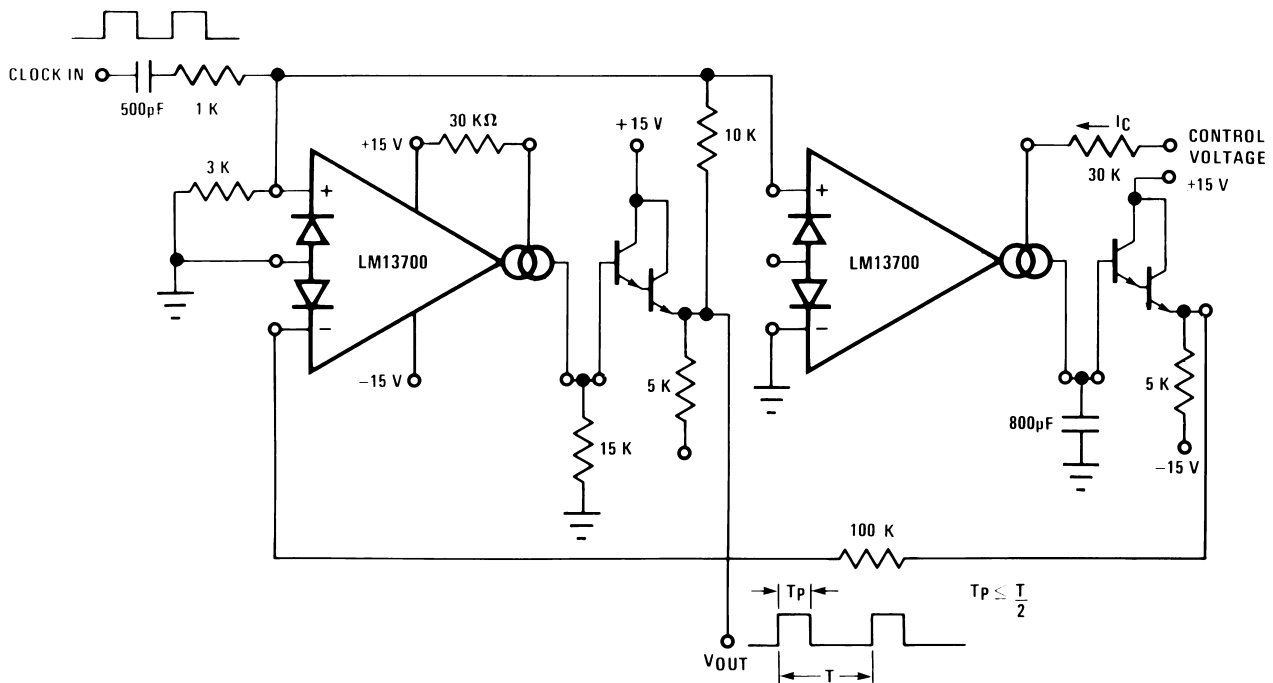 CLOCK IN
500pF
1 K
3 K
+
−
LM13700
+15 V
−15 V
30 KΩ
15 K
+15 V
5 K
10 K
+
−
LM13700
IC
30 K
CONTROL
VOLTAGE
+15 V
5 K
800pF
−15 V
100 K
TP
TP ≤ T/2
VOUT
T